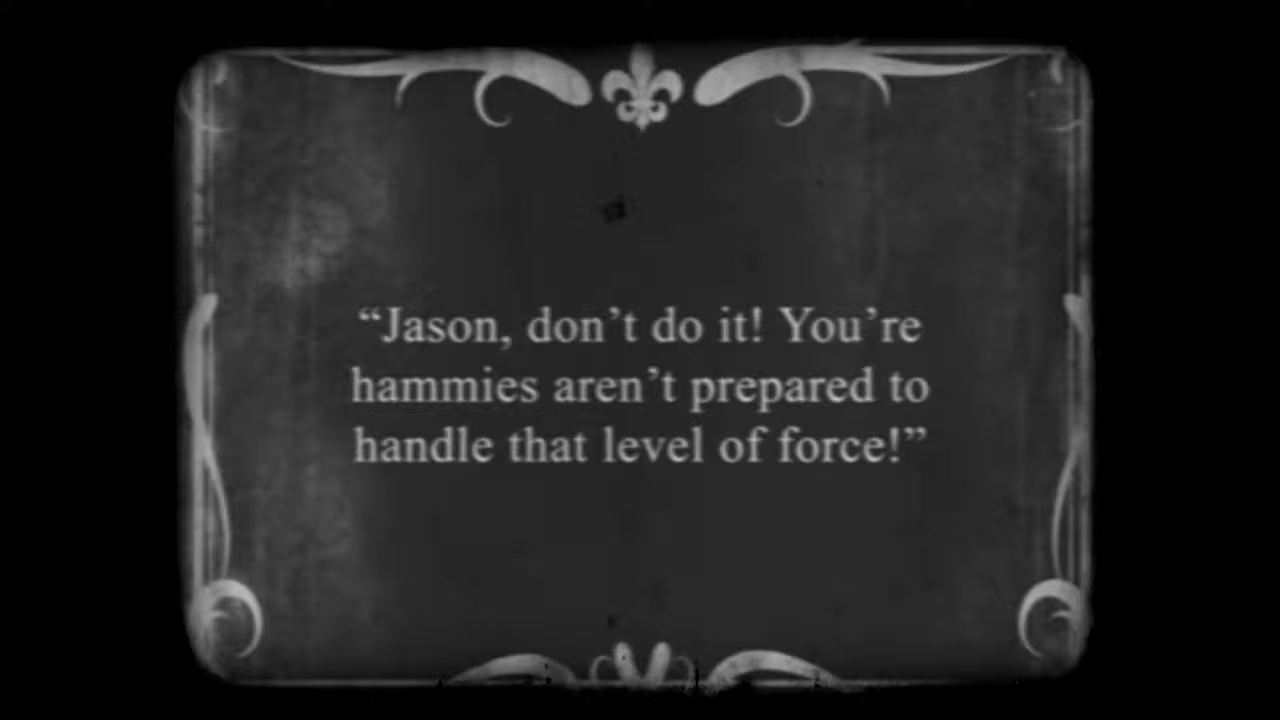 “Jason, don’t do it! You’re
hammies aren’t prepared to
handle that level of force!”